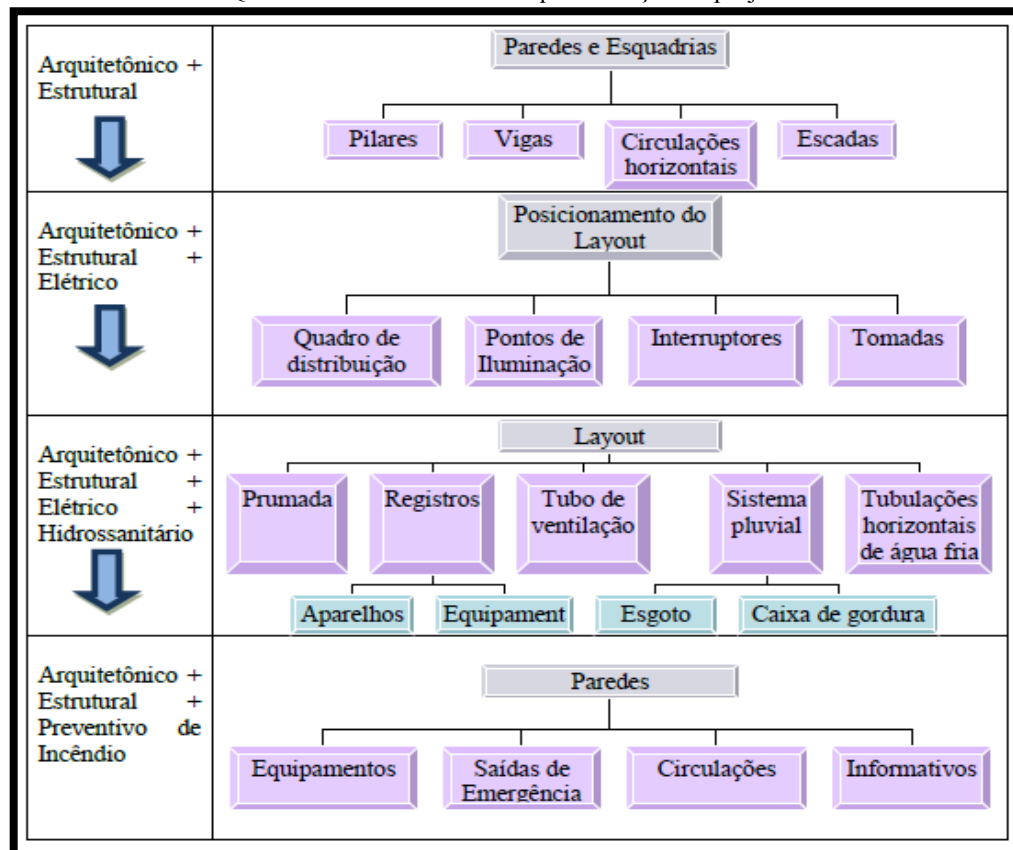 Arquitetônico +
Estrutural
Paredes e Esquadrias
Pilares
Vigas
Circulações
horizontais
Escadas
Arquitetônico +
Estrutural +
Elétrico
Posicionamento do
Layout
Quadro de
distribuição
Pontos de
Iluminação
Interruptores
Tomadas
Arquitetônico +
Estrutural +
Elétrico +
Hidrossanitário
Layout
Prumada
Registros
Tubo de
ventilação
Sistema
pluvial
Tubulações
horizontais
de água fria
Aparelhos
Equipament
Esgoto
Caixa de gordura
Arquitetônico +
Estrutural +
Preventivo de
Incêndio
Paredes
Equipamentos
Saídas de
Emergência
Circulações
Informativos